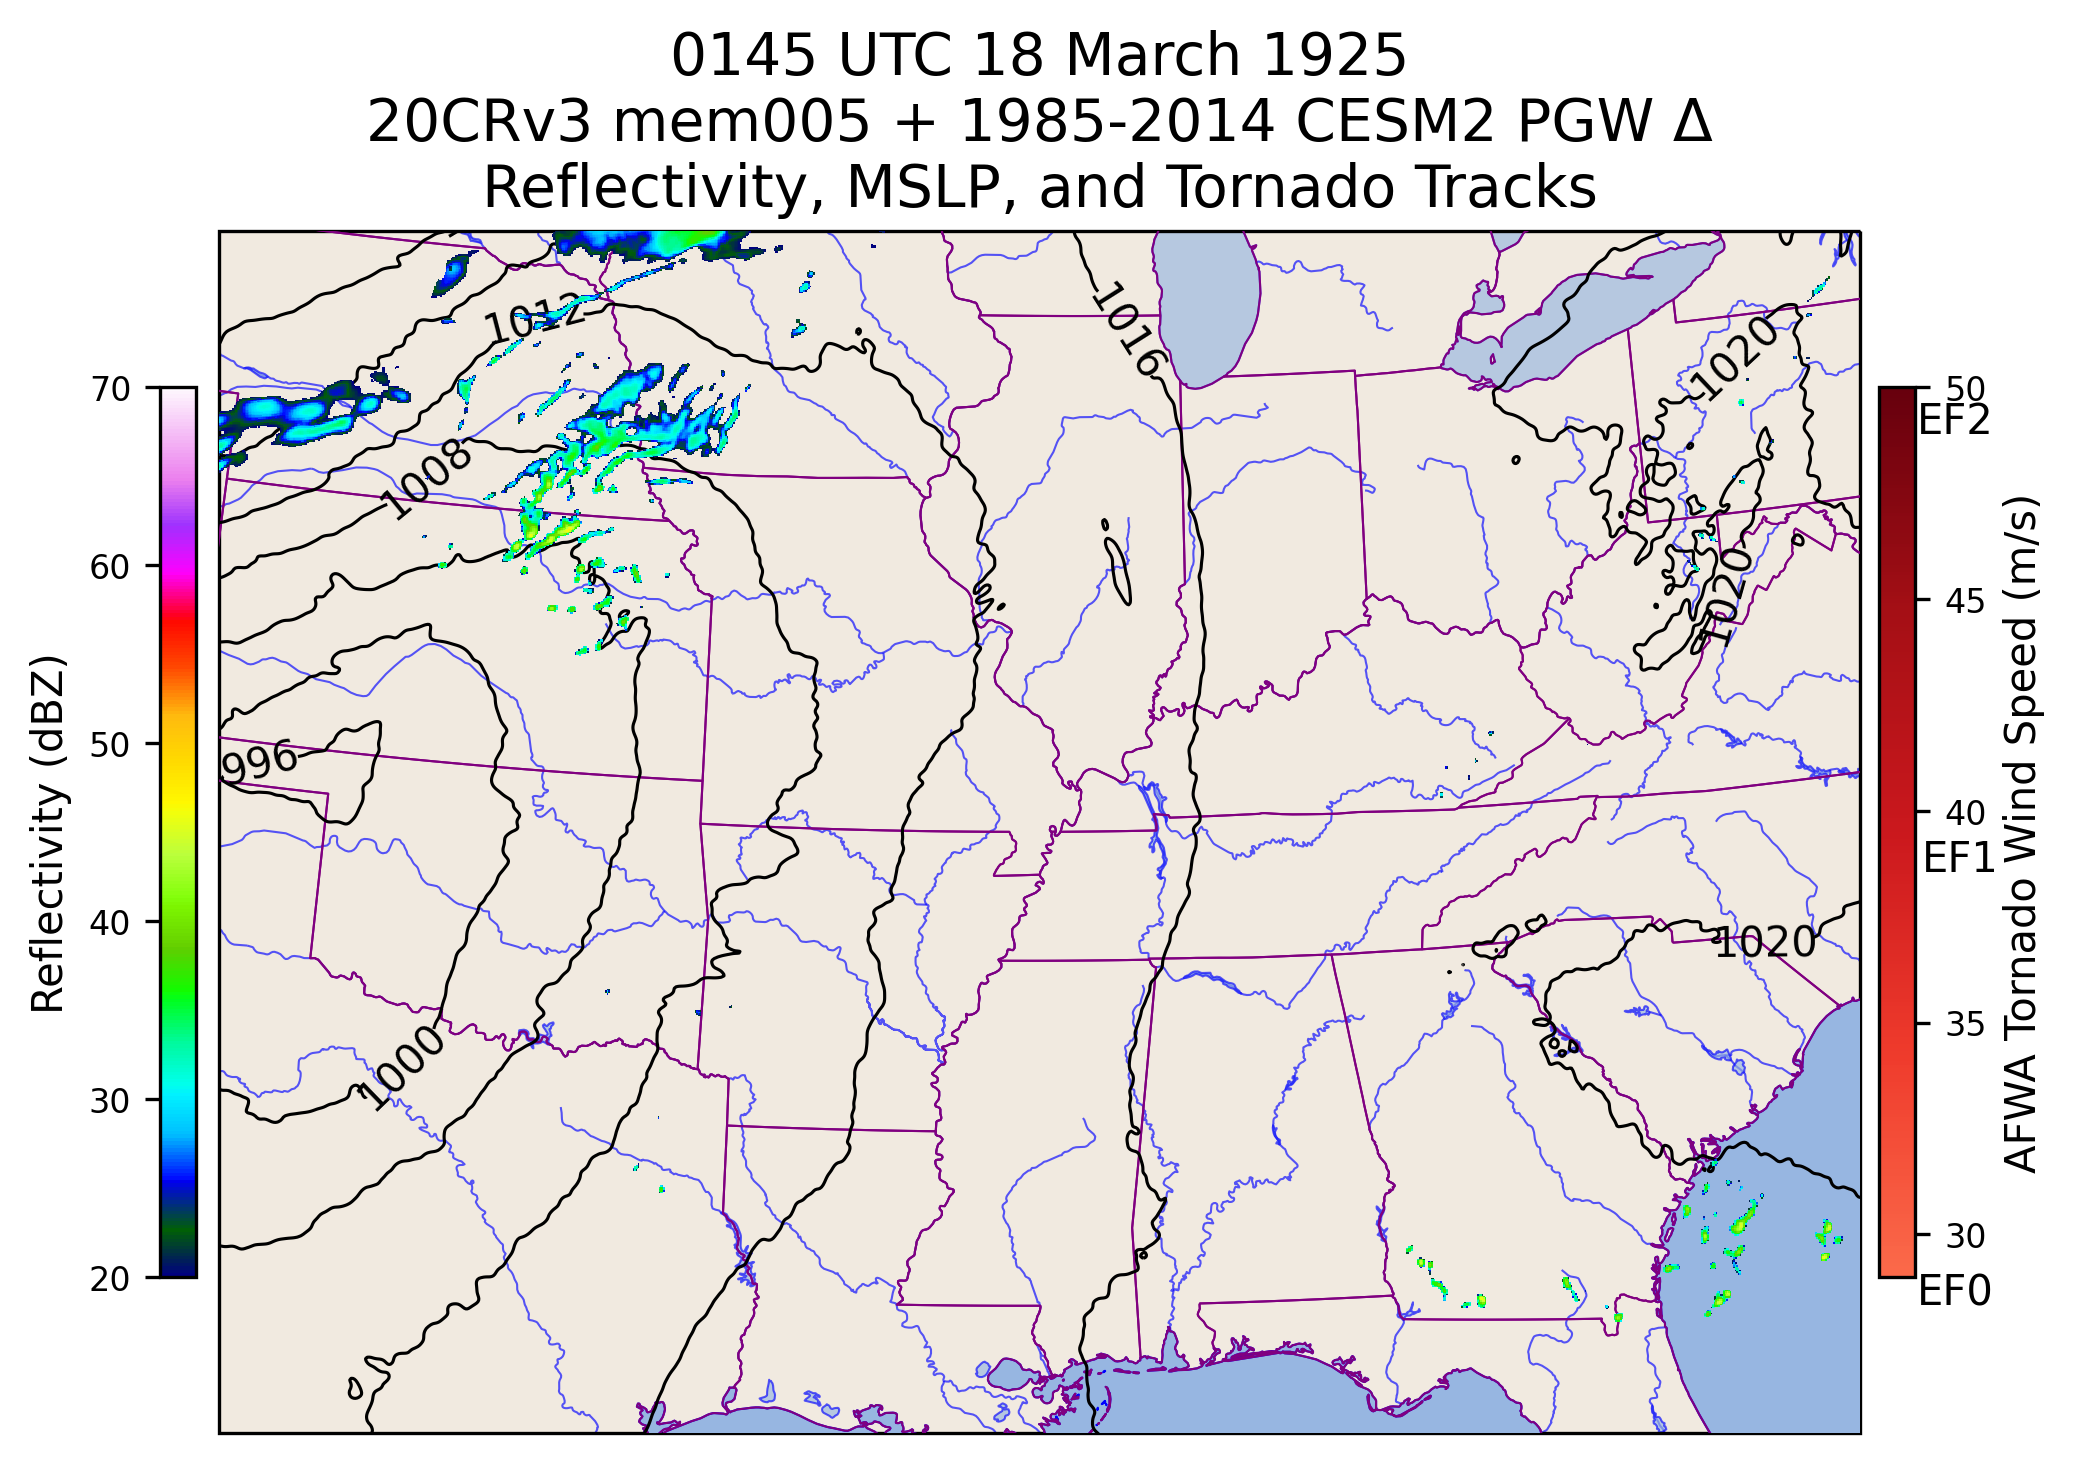 0145 UTC 18 March 1925
20CRv3 mem005 + 1985-2014 CESM2 PGW Δ
Reflectivity, MSLP, and Tornado Tracks
70
60
50
40
30
20
Reflectivity (dBZ)
1012
1016
1020
1008
1020
996
1020
1000
50
EF2
45
40
EF1
35
30
EF0
AFWA Tornado Wind Speed (m/s)